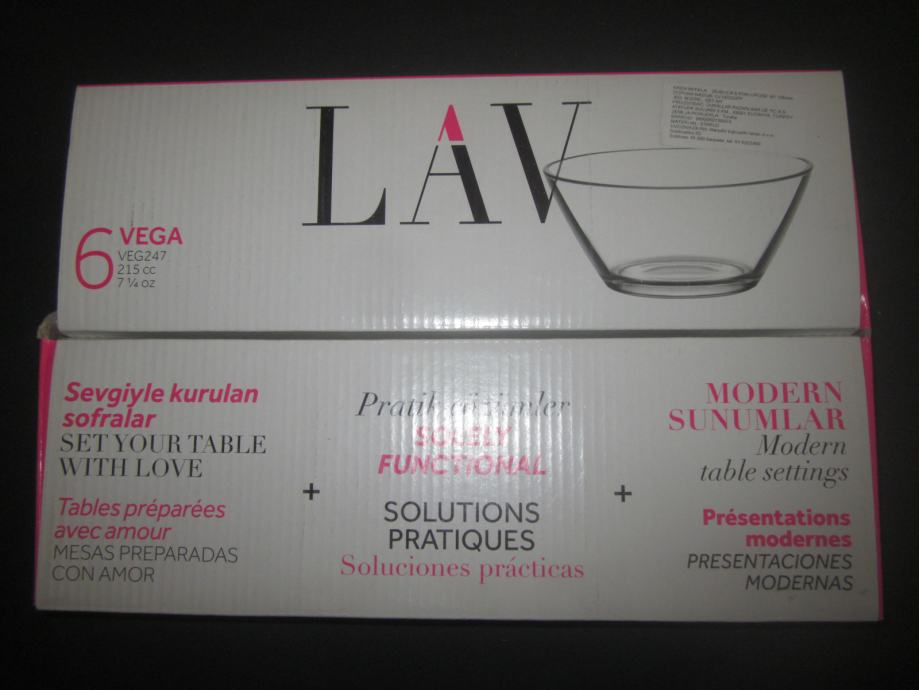 LAV
6
VEGA
VEG247
215 cc
7 ¼ oz
Sevgiyle kurulan
sofralar
SET YOUR TABLE
WITH LOVE
Tables préparées
avec amour
MESAS PREPARADAS
CON AMOR
+
Pratik çözümler
SOLELY
FUNCTIONAL
SOLUTIONS
PRATIQUES
Soluciones prácticas
+
MODERN
SUNUMLAR
Modern
table settings
Présentations
modernes
PRESENTACIONES
MODERNAS